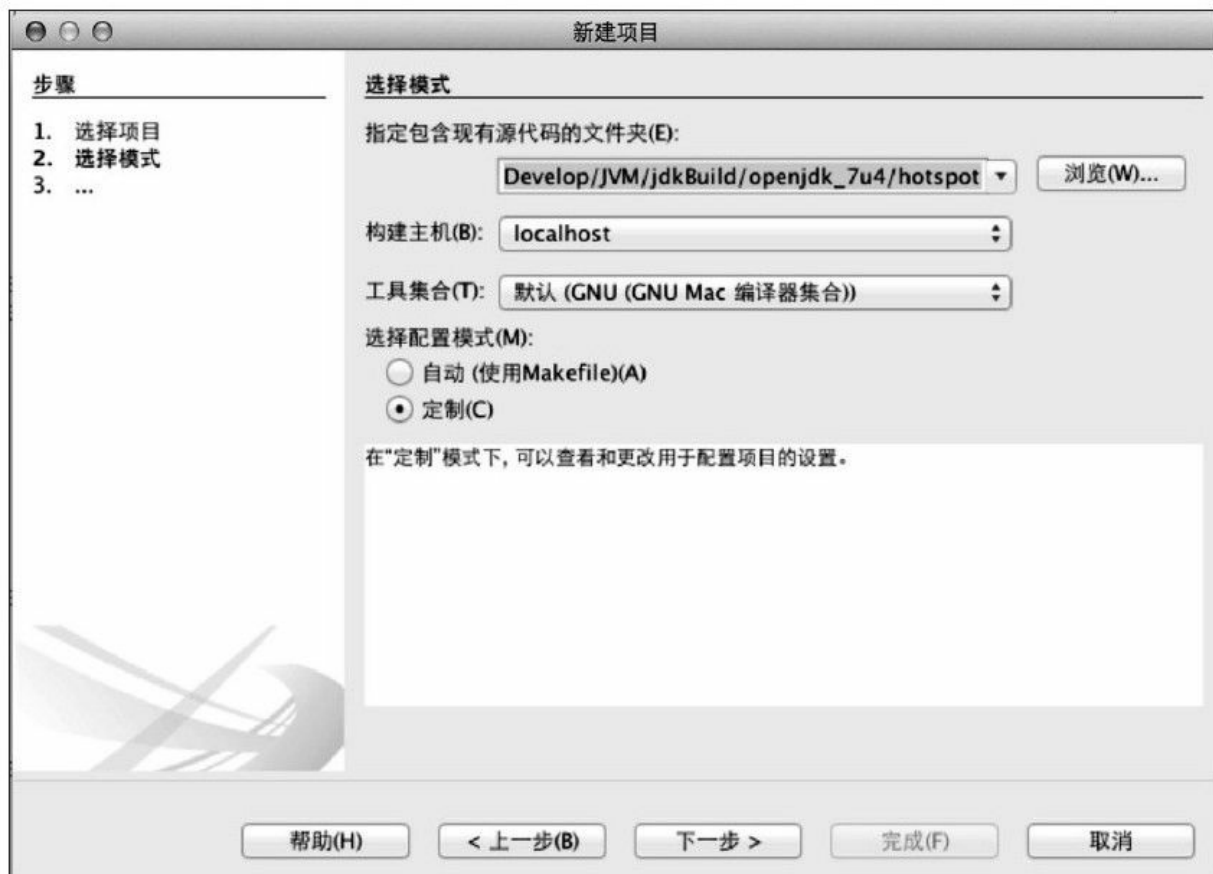 新建项目
步骤
1. 选择项目
2. 选择模式
3. ...
选择模式
指定包含现有源代码的文件夹(E):
Develop/JVM/jdkBuild/openjdk_7u4/hotspot
浏览(W)...
构建主机(B): localhost
工具集合(T): 默认 (GNU (GNU Mac 编译器集合))
选择配置模式(M):
自动 (使用Makefile)(A)
定制(C)
在“定制”模式下, 可以查看和更改用于配置项目的设置。
帮助(H)
< 上一步(B)
下一步 >
完成(F)
取消